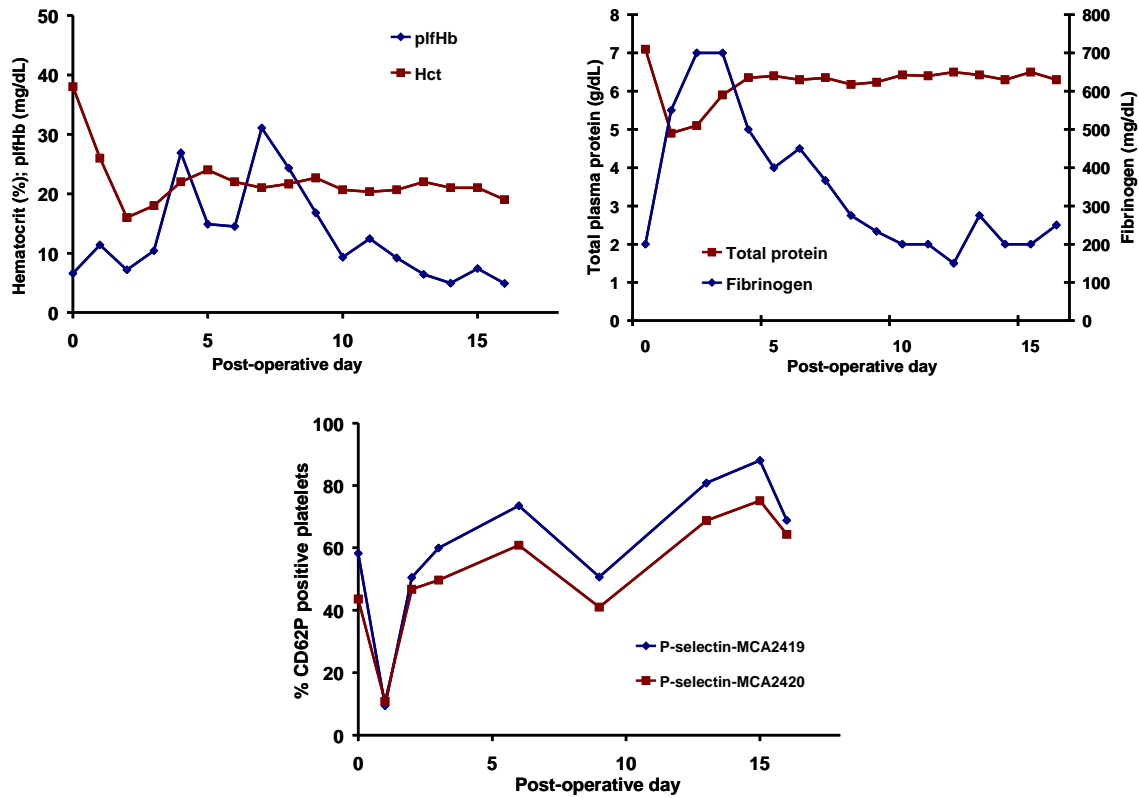 Hematocrit (%); plfHb (mg/dL)
50
40
30
20
10
0
plfHb
Hct
0 5 10 15
Post-operative day
Total plasma protein (g/dL)
8
7
6
5
4
3
2
1
0
Total protein
Fibrinogen
800
700
600
500
400
300
200
100
0
Fibrinogen (mg/dL)
0 5 10 15
Post-operative day
% CD62P positive platelets
100
80
60
40
20
0
P-selectin-MCA2419
P-selectin-MCA2420
0 5 10 15
Post-operative day